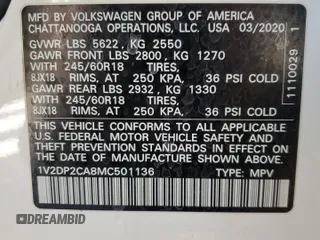 MFD BY VOLKSWAGEN GROUP OF AMERICA
CHATTANOOGA OPERATIONS, LLC. USA 03/2020
GVWR LBS 5622, KG 2550
GAWR FRONT LBS 2800, KG 1270
WITH 245/60R18 TIRES,
8JX18 RIMS, AT 250 KPA, 36 PSI COLD
GAWR REAR LBS 2932, KG 1330
WITH 245/60R18 TIRES,
8JX18 RIMS, AT 250 KPA, 36 PSI COLD
THIS VEHICLE CONFORMS TO ALL APPLICABLE
U.S. FEDERAL MOTOR VEHICLE SAFETY AND
THEFT PREVENTION STANDARDS IN EFFECT ON
THE DATE OF MANUFACTURE SHOWN ABOVE.
1V2DP2CA8MC501136 TYPE: MPV
1110029 1